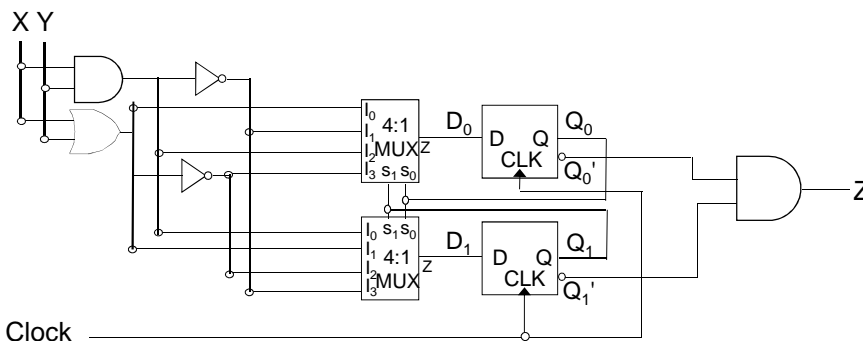 X Y
I0
I1
I2
I3
4:1
MUX
Z
S1 S0
D0
D
Q
CLK
Q0
Q0'
Z
I0
I1
I2
I3
S1 S0
4:1
MUX
Z
D1
D
Q
CLK
Q1
Q1'
Clock